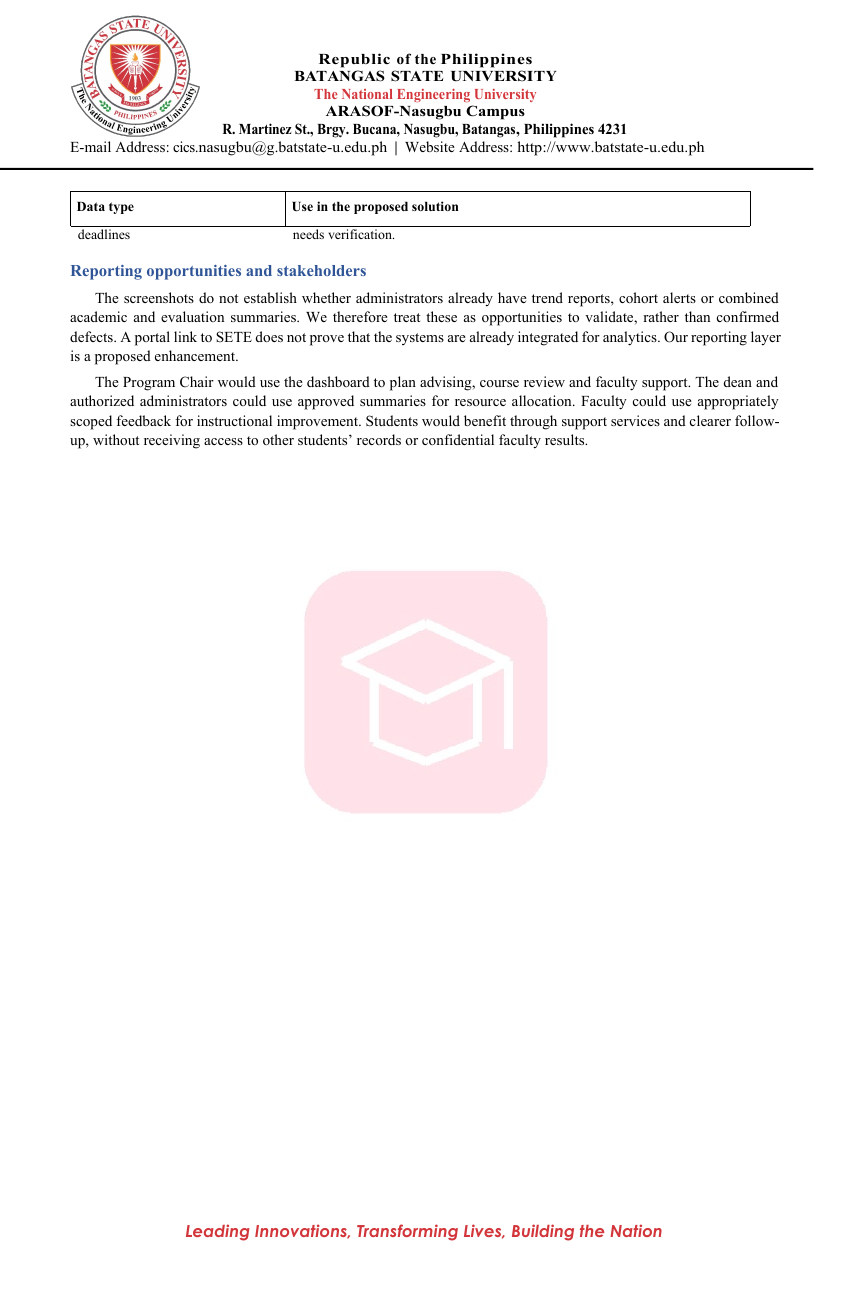 BATANGAS STATE UNIVERSITY
1903
PHILIPPINES
The National Engineering University
Republic of the Philippines
BATANGAS STATE UNIVERSITY
The National Engineering University
ARASOF-Nasugbu Campus
R. Martinez St., Brgy. Bucana, Nasugbu, Batangas, Philippines 4231
E-mail Address: cics.nasugbu@g.batstate-u.edu.ph | Website Address: http://www.batstate-u.edu.ph
Data type Use in the proposed solution
deadlines needs verification.
Reporting opportunities and stakeholders
The screenshots do not establish whether administrators already have trend reports, cohort alerts or combined
academic and evaluation summaries. We therefore treat these as opportunities to validate, rather than confirmed
defects. A portal link to SETE does not prove that the systems are already integrated for analytics. Our reporting layer
is a proposed enhancement.
The Program Chair would use the dashboard to plan advising, course review and faculty support. The dean and
authorized administrators could use approved summaries for resource allocation. Faculty could use appropriately
scoped feedback for instructional improvement. Students would benefit through support services and clearer follow-
up, without receiving access to other students’ records or confidential faculty results.
Leading Innovations, Transforming Lives, Building the Nation